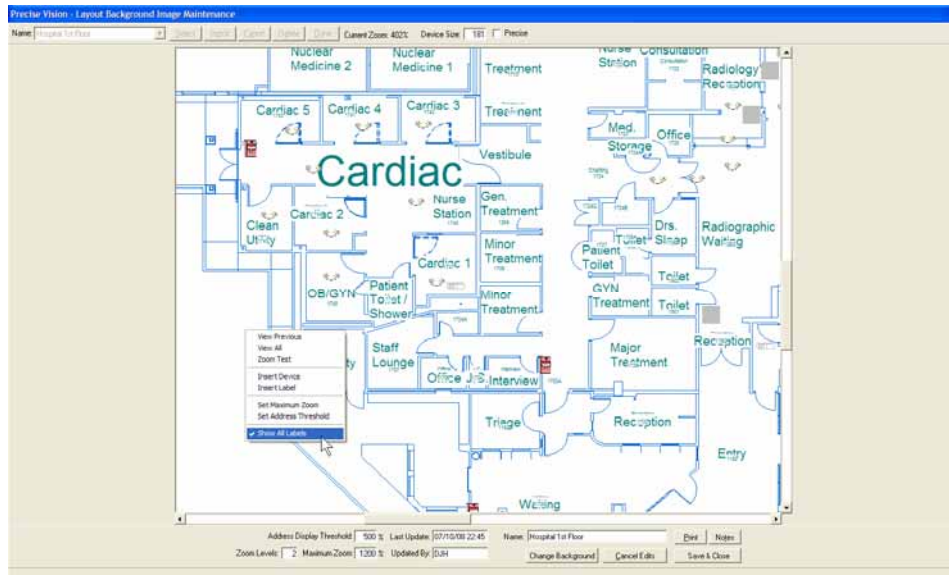 Precise Vision - Layout Background Image Maintenance
Name: Hospital 1st Floor
Select
Export
Delete
Current Zoom: 402%
Device Size: 181
Precise
Nuclear
Medicine 2
Nuclear
Medicine 1
Treatment
Nurse
Station
Consultation
Consultation
Radiology
Reception
Cardiac 5
Cardiac 4
Cardiac 3
Treatment
Med.
Storage
Office
Vestibule
Cardiac
Charting
1724
Clean
Utility
Cardiac 2
Nurse
Station
Gen.
Treatment
Drs.
Sleep
Radiographic
Waiting
Minor
Treatment
Patient
Toilet
Toilet
Cardiac 1
Toilet
OB/GYN
Patient
Toilet /
Shower
Minor
Treatment
GYN
Treatment
Toilet
Staff
Lounge
Major
Treatment
Reception
Office
Interview
Triage
Reception
Entry
Waiting
View Previous
View All
Zoom Test
Insert Device
Insert Label
Set Maximum Zoom
Set Address Threshold
Show All Labels
Address Display Threshold: 500 % Last Update: 07/10/08 22:45 Name: Hospital 1st Floor Print Notes
Zoom Levels: 2 Maximum Zoom: 1200 % Updated By: DJH Change Background Cancel Edits Save & Close